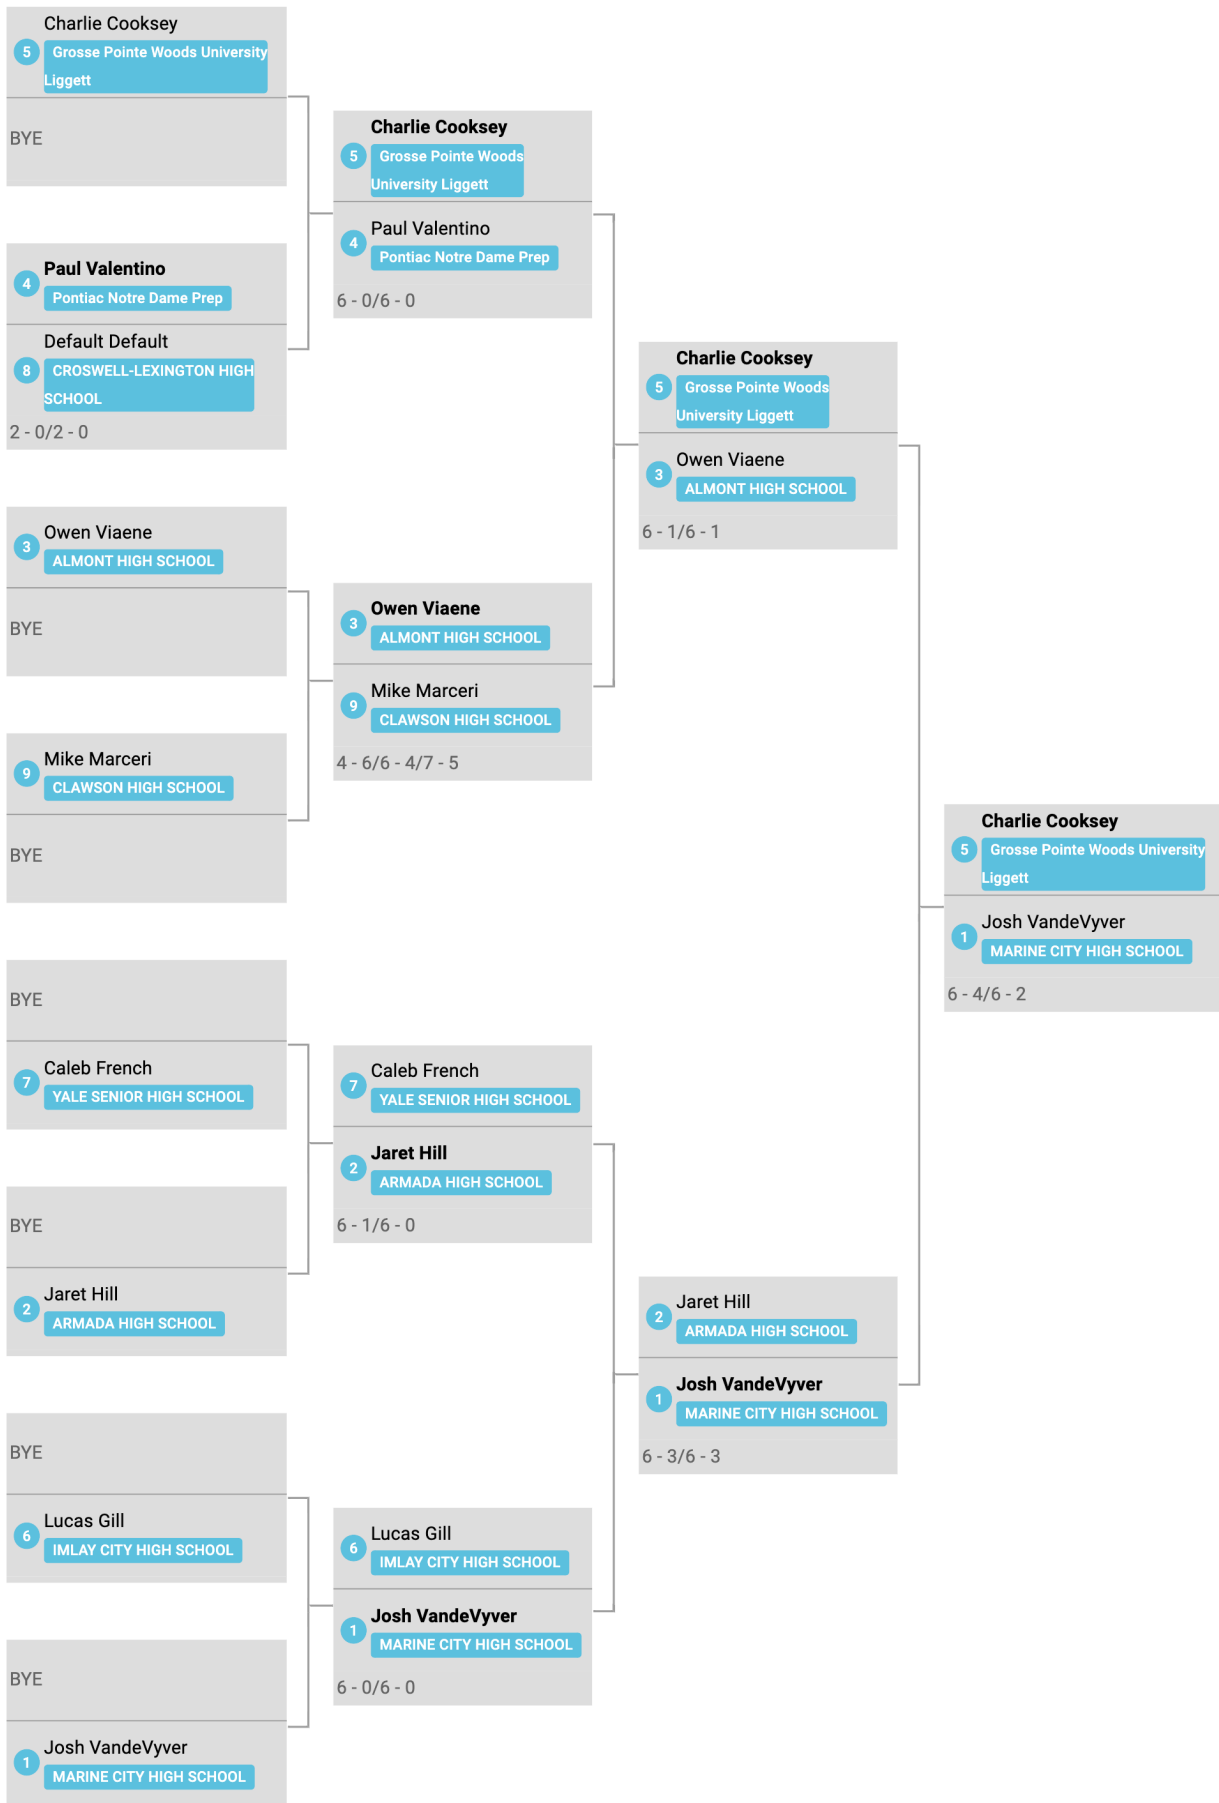 Charlie Cooksey
5
Grosse Pointe Woods University
Liggett
BYE
4
Paul Valentino
Pontiac Notre Dame Prep
Default Default
8
CROSWELL-LEXINGTON HIGH
SCHOOL
2 - 0/2 - 0
3
Owen Viaene
ALMONT HIGH SCHOOL
BYE
9
Mike Marceri
CLAWSON HIGH SCHOOL
BYE
BYE
7
Caleb French
YALE SENIOR HIGH SCHOOL
BYE
2
Jaret Hill
ARMADA HIGH SCHOOL
BYE
6
Lucas Gill
IMLAY CITY HIGH SCHOOL
BYE
1
Josh VandeVyver
MARINE CITY HIGH SCHOOL
Charlie Cooksey
5
Grosse Pointe Woods
University Liggett
4
Paul Valentino
Pontiac Notre Dame Prep
6 - 0/6 - 0
3
Owen Viaene
ALMONT HIGH SCHOOL
9
Mike Marceri
CLAWSON HIGH SCHOOL
4 - 6/6 - 4/7 - 5
7
Caleb French
YALE SENIOR HIGH SCHOOL
2
Jaret Hill
ARMADA HIGH SCHOOL
6 - 1/6 - 0
6
Lucas Gill
IMLAY CITY HIGH SCHOOL
1
Josh VandeVyver
MARINE CITY HIGH SCHOOL
6 - 0/6 - 0
Charlie Cooksey
5
Grosse Pointe Woods
University Liggett
3
Owen Viaene
ALMONT HIGH SCHOOL
6 - 1/6 - 1
2
Jaret Hill
ARMADA HIGH SCHOOL
1
Josh VandeVyver
MARINE CITY HIGH SCHOOL
6 - 3/6 - 3
Charlie Cooksey
5
Grosse Pointe Woods University
Liggett
1
Josh VandeVyver
MARINE CITY HIGH SCHOOL
6 - 4/6 - 2